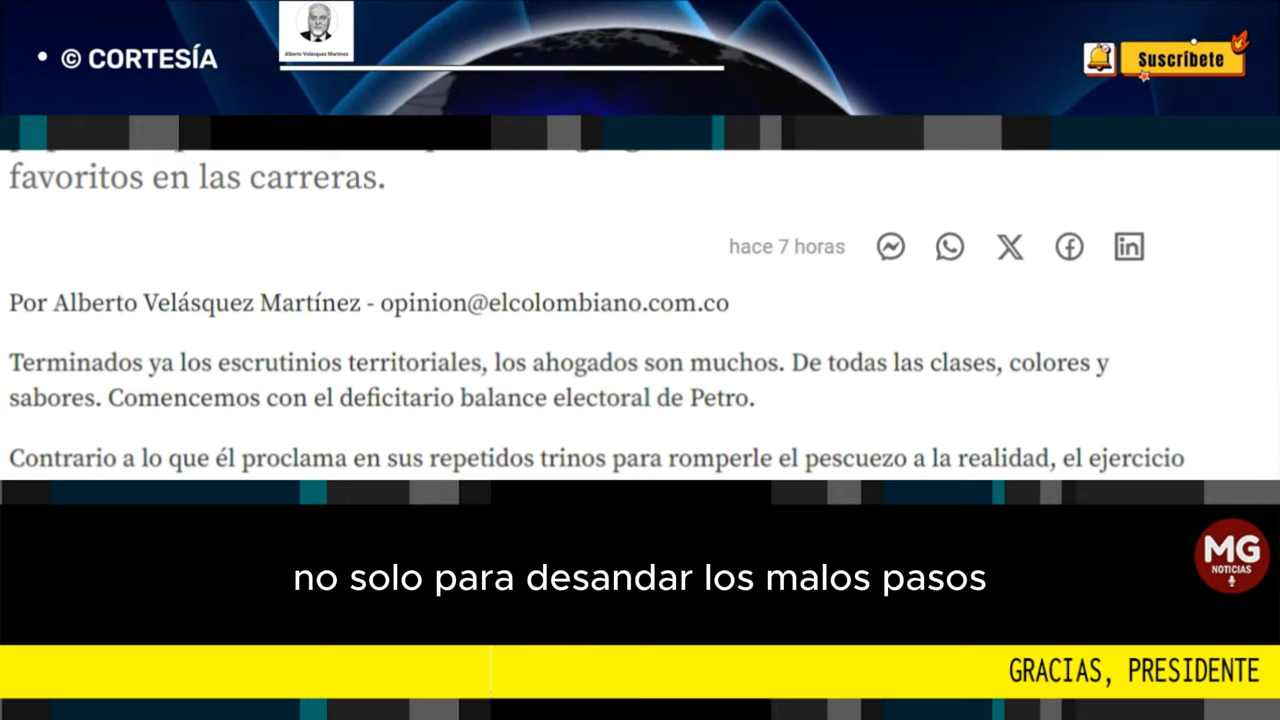 • © CORTESÍA
Alberto Velásquez Martínez
Suscríbete
favoritos en las carreras.
hace 7 horas
Por Alberto Velásquez Martínez - opinion@elcolombiano.com.co
Terminados ya los escrutinios territoriales, los ahogados son muchos. De todas las clases, colores y
sabores. Comencemos con el deficitario balance electoral de Petro.
Contrario a lo que él proclama en sus repetidos trinos para romperle el pescuezo a la realidad, el ejercicio
no solo para desandar los malos pasos
MG
NOTICIAS
GRACIAS, PRESIDENTE